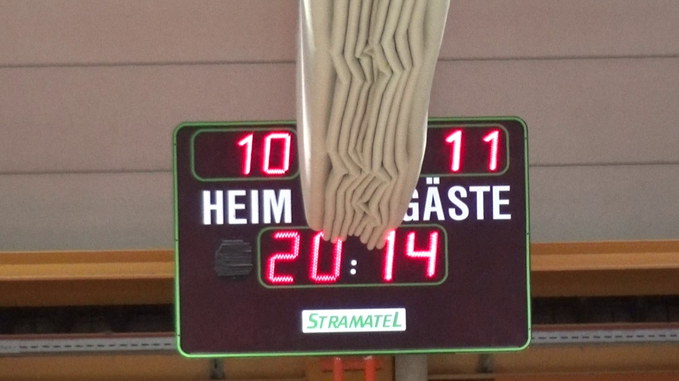 10 11
HEIM GÄSTE
20:14
STRAMATEL